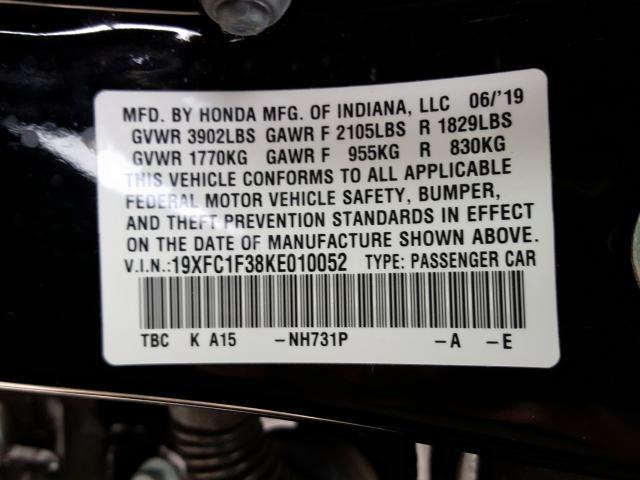 MFD. BY HONDA MFG. OF INDIANA, LLC 06/'19
GVWR 3902LBS GAWR F 2105LBS R 1829LBS
GVWR 1770KG GAWR F 955KG R 830KG
THIS VEHICLE CONFORMS TO ALL APPLICABLE
FEDERAL MOTOR VEHICLE SAFETY, BUMPER,
AND THEFT PREVENTION STANDARDS IN EFFECT
ON THE DATE OF MANUFACTURE SHOWN ABOVE.
V.I.N.:19XFC1F38KE010052 TYPE: PASSENGER CAR
TBC K A15 -NH731P -A -E